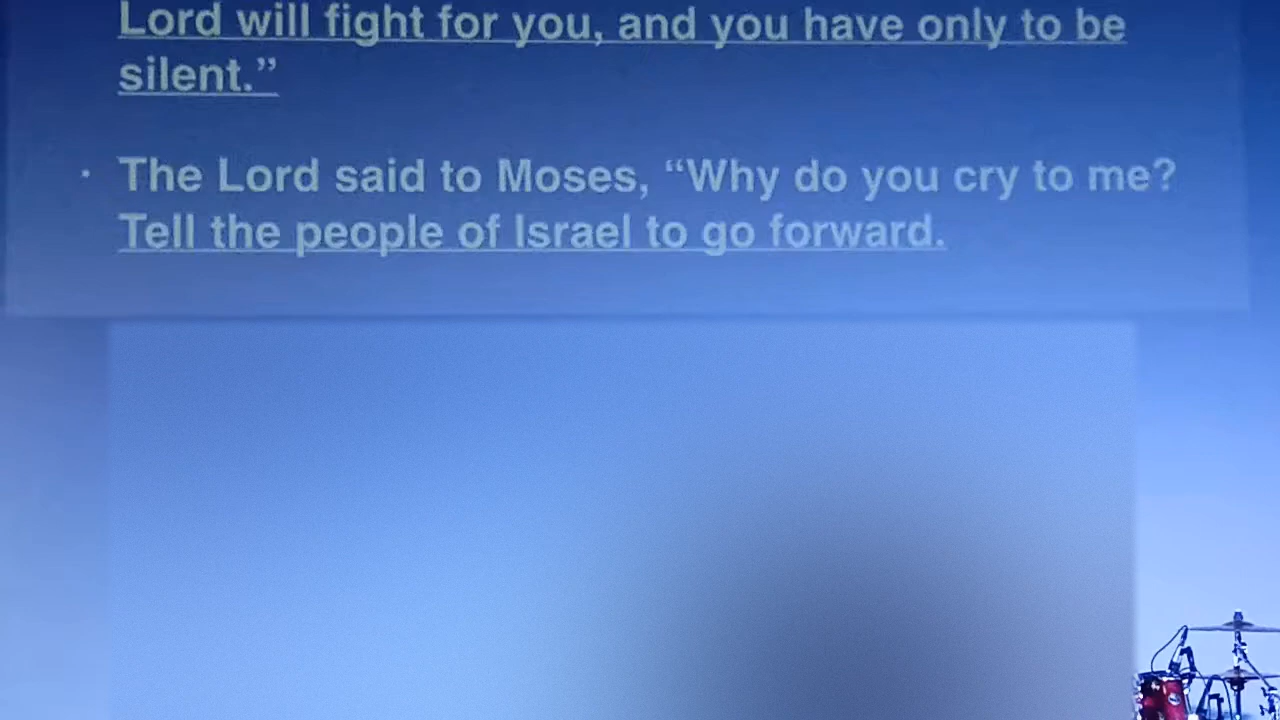 Lord will fight for you, and you have only to be
silent.”
· The Lord said to Moses, “Why do you cry to me?
Tell the people of Israel to go forward.